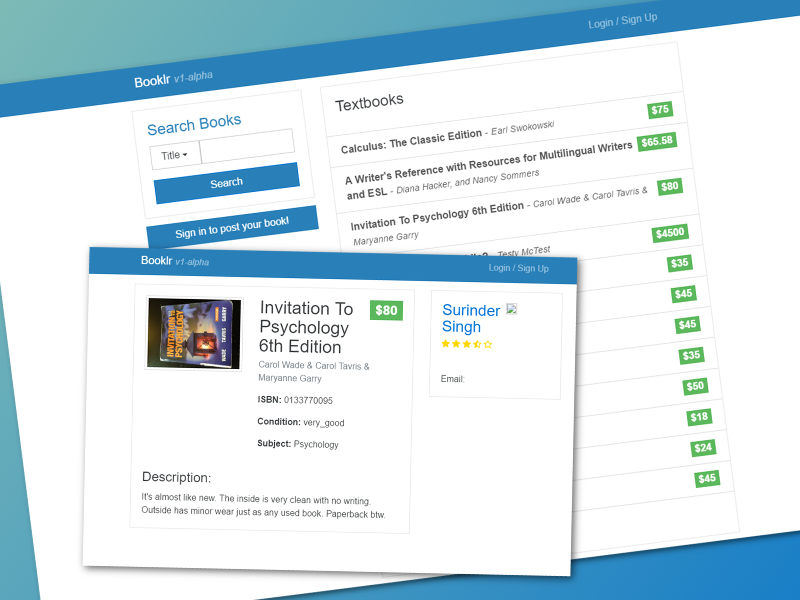 Login / Sign Up
Booklr v1-alpha
Search Books
Title
Search
Sign in to post your book!
Textbooks
Calculus: The Classic Edition - Earl Swokowski
$75
A Writer's Reference with Resources for Multilingual Writers
and ESL - Diana Hacker, and Nancy Sommers
$65.58
Invitation To Psychology 6th Edition - Carol Wade & Carol Tavris &
Maryanne Garry
$80
Testy McTest
$4500
$35
$45
$45
$35
$50
$18
$24
$45
Booklr v1-alpha
Login / Sign Up
INVITATION TO
PSYCHOLOGY
WADE TAVRIS GARRY
Invitation To
Psychology
6th Edition
$80
Carol Wade & Carol Tavris &
Maryanne Garry
ISBN: 0133770095
Condition: very_good
Subject: Psychology
Description:
It's almost like new. The inside is very clean with no writing.
Outside has minor wear just as any used book. Paperback btw.
Surinder
Singh
Email: